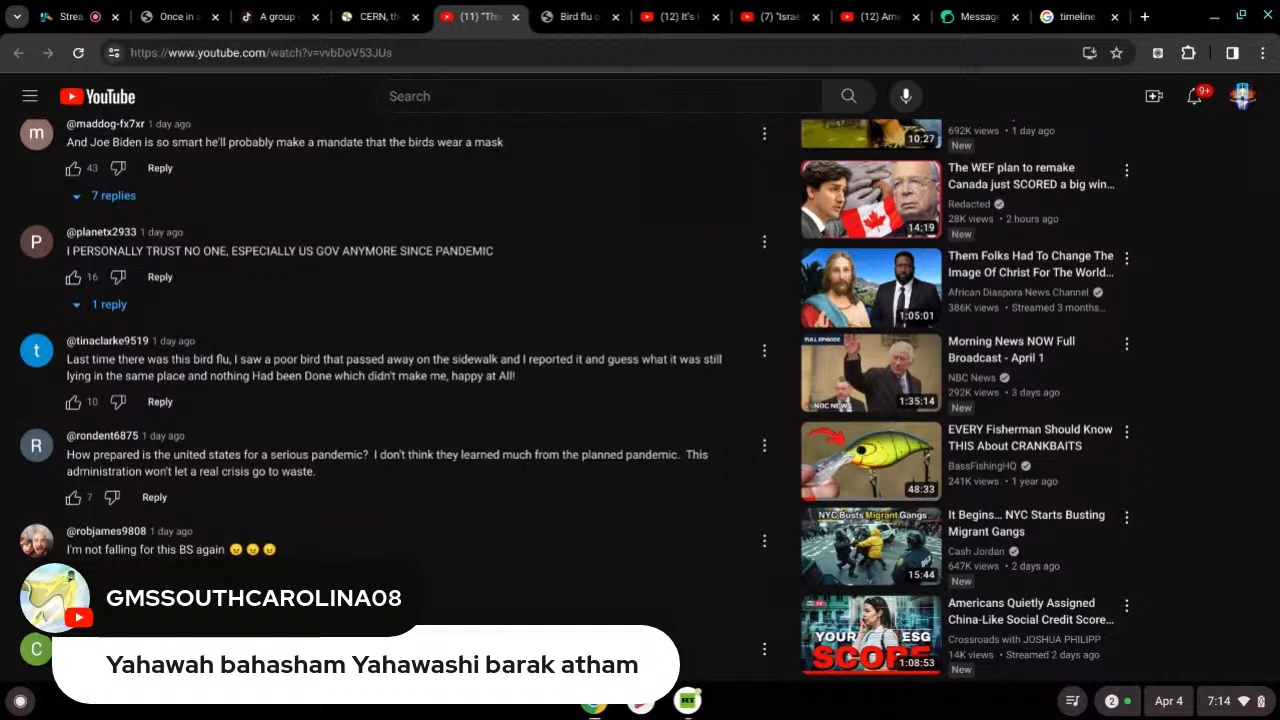 Strea
Once in a
A group
CERN, th
(11) "Th
Bird flu o
(12) It's
(7) "Israe
(12) Ame
Message
timeline
https://www.youtube.com/watch?v=vvbDoV53JUs
YouTube
Search
9+
@maddog-fx7xr 1 day ago
And Joe Biden is so smart he'll probably make a mandate that the birds wear a mask
43 Reply
7 replies
@planetx2933 1 day ago
I PERSONALLY TRUST NO ONE, ESPECIALLY US GOV ANYMORE SINCE PANDEMIC
16 Reply
1 reply
@tinaclarke9519 1 day ago
Last time there was this bird flu, I saw a poor bird that passed away on the sidewalk and I reported it and guess what it was still
lying in the same place and nothing Had been Done which didn't make me, happy at All!
10 Reply
@rondent6875 1 day ago
How prepared is the united states for a serious pandemic? I don't think they learned much from the planned pandemic. This
administration won't let a real crisis go to waste.
7 Reply
@robjames9808 1 day ago
I'm not falling for this BS again 😠 😠 😠
GMSSOUTHCAROLINA08
Yahawah bahasham Yahawashi barak atham
10:27
692K views • 1 day ago
New
14:19
The WEF plan to remake
Canada just SCORED a big win...
Redacted
28K views • 2 hours ago
New
1:05:01
Them Folks Had To Change The
Image Of Christ For The World...
African Diaspora News Channel
386K views • Streamed 3 months...
FULL EPISODE
NBC NEWS
1:35:14
Morning News NOW Full
Broadcast - April 1
NBC News
292K views • 3 days ago
New
48:33
EVERY Fisherman Should Know
THIS About CRANKBAITS
BassFishingHQ
241K views • 1 year ago
NYC Busts Migrant Gangs
15:44
It Begins... NYC Starts Busting
Migrant Gangs
Cash Jordan
647K views • 2 days ago
New
YOUR ESG
SCORE
1:08:53
Americans Quietly Assigned
China-Like Social Credit Score...
Crossroads with JOSHUA PHILIPP
14K views • Streamed 2 days ago
New
m
P
t
R
C
RT
2
Apr 4
7:14